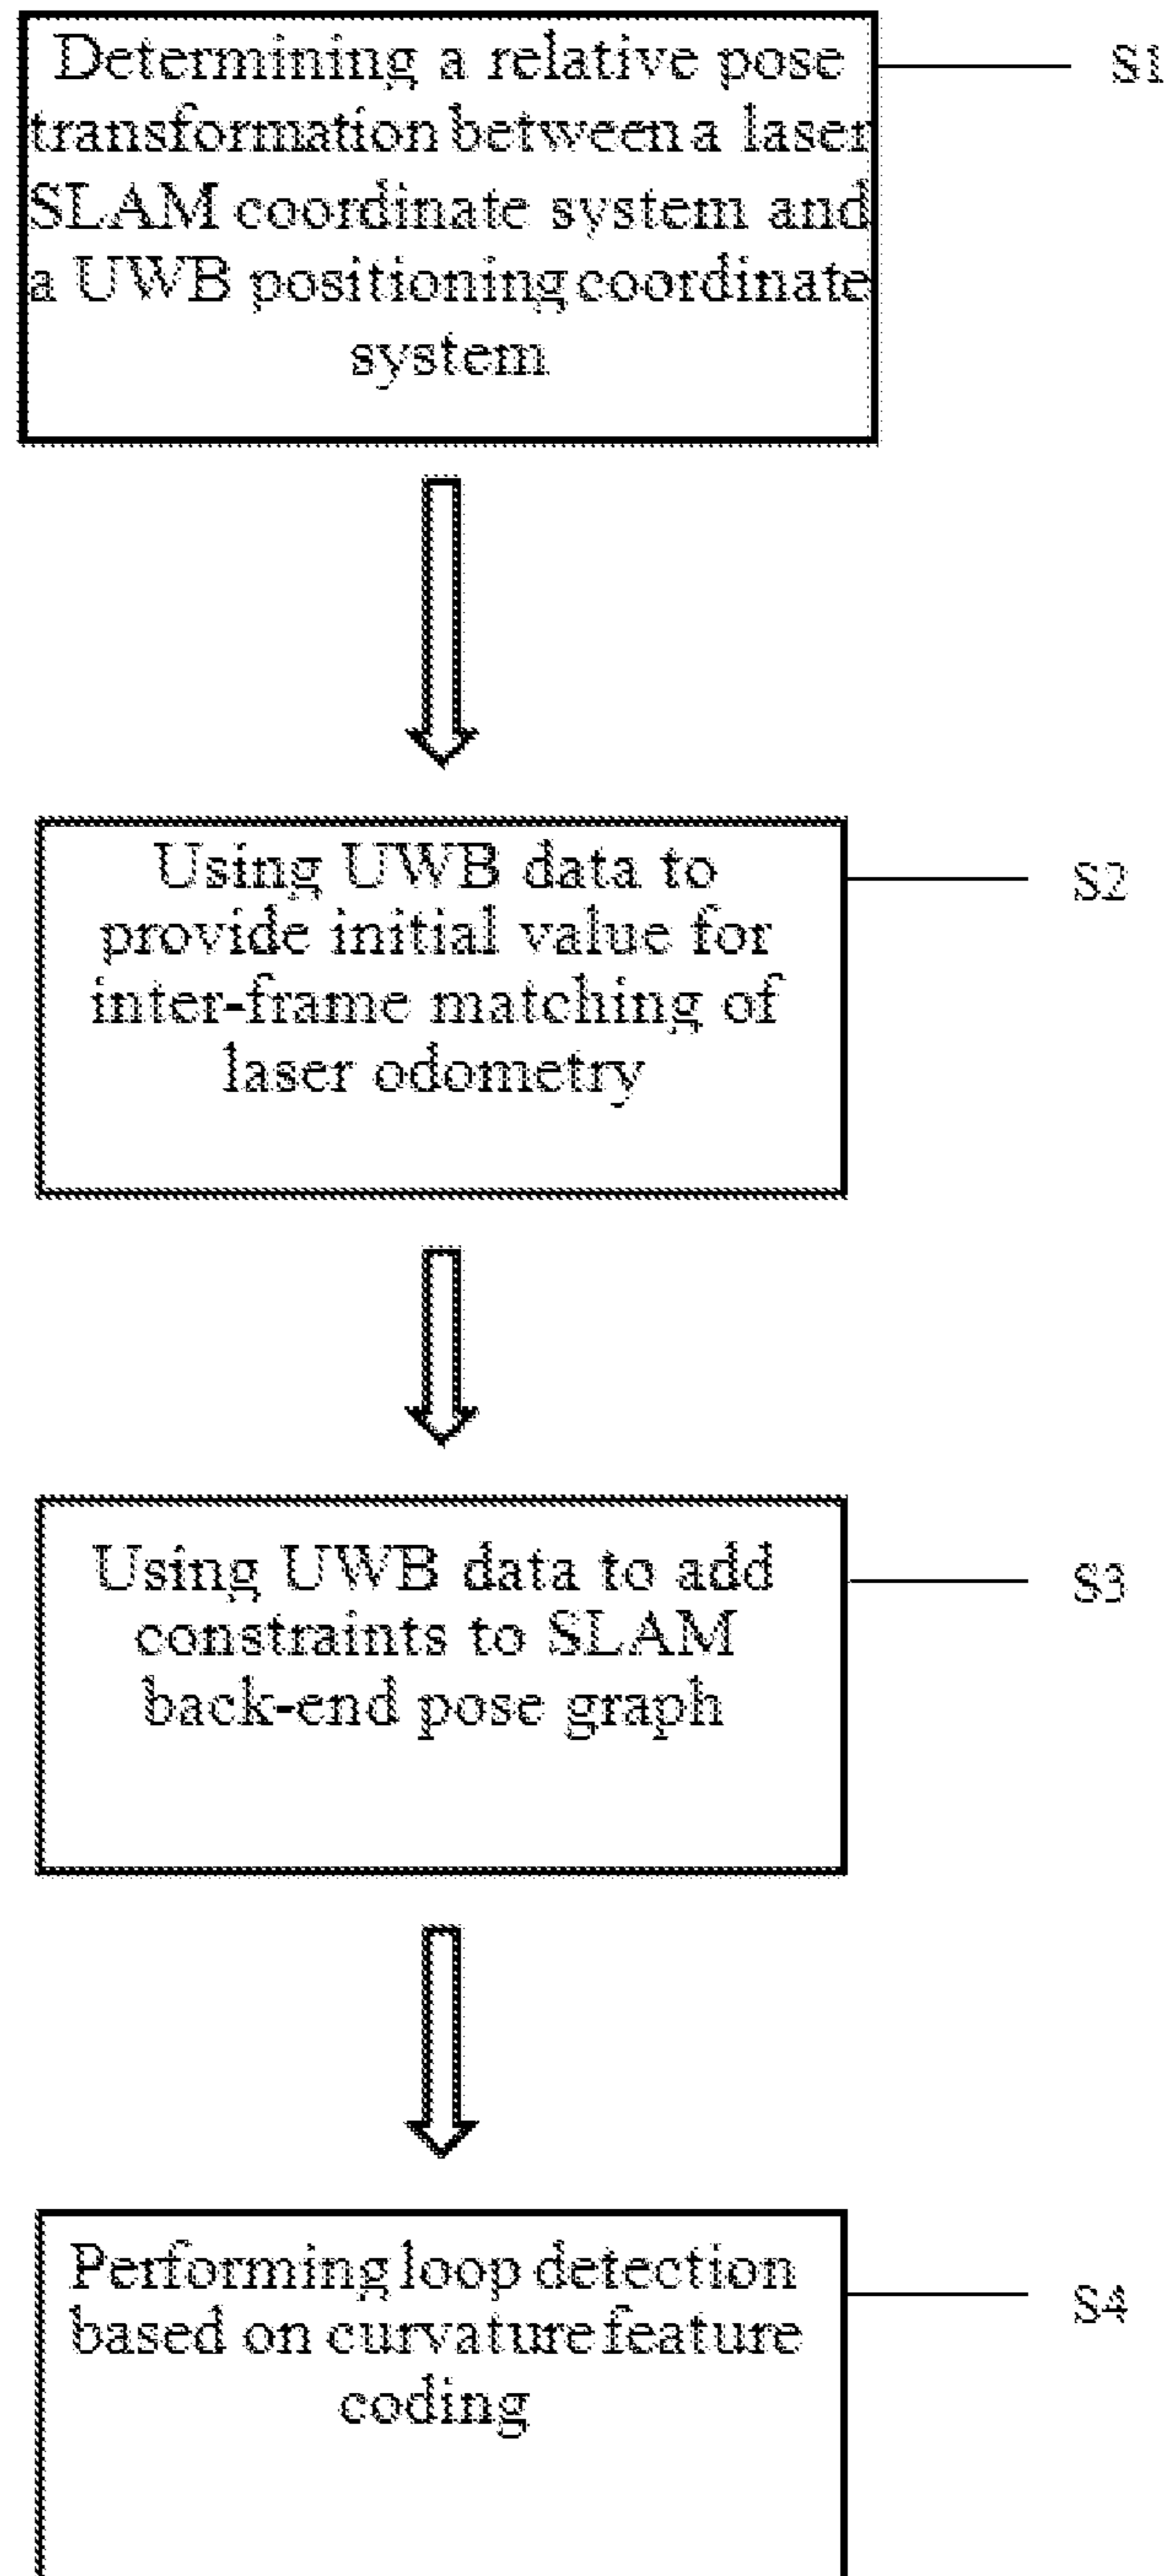 Determining a relative pose
transformation between a laser
SLAM coordinate system and
a UWB positioning coordinate
system
S1
Using UWB data to
provide initial value for
inter-frame matching of
laser odometry
S2
Using UWB data to add
constraints to SLAM
back-end pose graph
S3
Performing loop detection
based on curvature feature
coding
S4